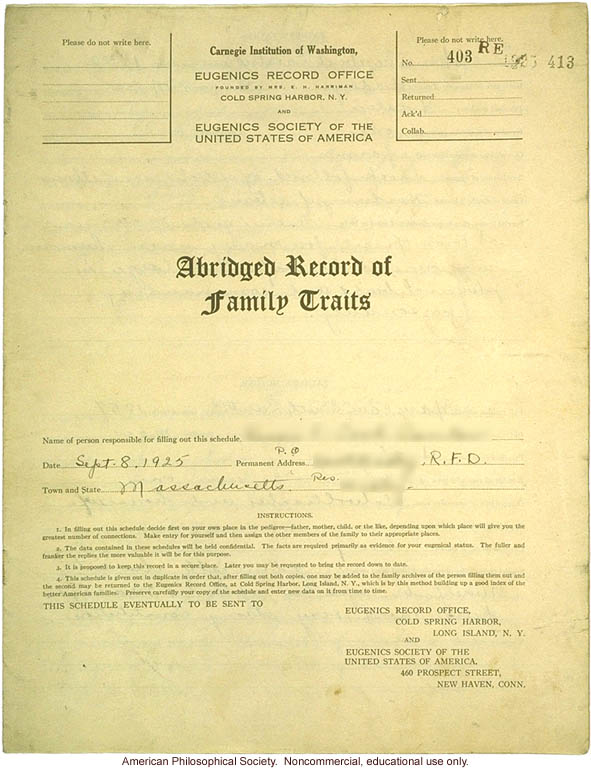 Please do not write here.
Carnegie Institution of Washington,
EUGENICS RECORD OFFICE
FOUNDED BY MRS. E. H. HARRIMAN
COLD SPRING HARBOR, N. Y.
AND
EUGENICS SOCIETY OF THE
UNITED STATES OF AMERICA
Please do not write here.
No. 403 RE 413
Sent
Returned
Ack'd
Collab.
Abridged Record of
Family Traits
Name of person responsible for filling out this schedule.
P. O
Date Sept. 8, 1925 Permanent Address , R.F.D.
Town and State Massachusetts. Res.
INSTRUCTIONS.
1. In filling out this schedule decide first on your own place in the pedigree—father, mother, child, or the like, depending upon which place will give you the
greatest number of connections. Make entry for yourself and then assign the other members of the family to their appropriate places.
2. The data contained in these schedules will be held confidential. The facts are required primarily as evidence for your eugenical status. The fuller and
franker the replies the more valuable it will be for this purpose.
3. It is proposed to keep this record in a secure place. Later you may be requested to bring the record down to date.
4. This schedule is given out in duplicate in order that, after filling out both copies, one may be added to the family archives of the person filling them out and
the second may be returned to the Eugenics Record Office, at Cold Spring Harbor, Long Island, N. Y., which is by this method building up a good index of the
better American families. Preserve carefully your copy of the schedule and enter new data on it from time to time.
THIS SCHEDULE EVENTUALLY TO BE SENT TO
EUGENICS RECORD OFFICE,
COLD SPRING HARBOR,
LONG ISLAND, N. Y.
AND
EUGENICS SOCIETY OF THE
UNITED STATES OF AMERICA,
460 PROSPECT STREET,
NEW HAVEN, CONN.
American Philosophical Society. Noncommercial, educational use only.